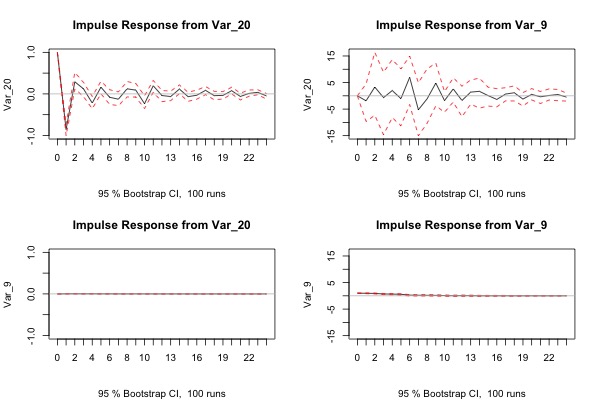 Impulse Response from Var_20
Var_20
1.0
0.0
-1.0
0 2 4 6 8 10 13 16 19 22
95 % Bootstrap CI,  100 runs
Impulse Response from Var_9
Var_20
15
5
-5
-15
0 2 4 6 8 10 13 16 19 22
95 % Bootstrap CI,  100 runs
Impulse Response from Var_20
Var_9
1.0
0.0
-1.0
0 2 4 6 8 10 13 16 19 22
95 % Bootstrap CI,  100 runs
Impulse Response from Var_9
Var_9
15
5
-5
-15
0 2 4 6 8 10 13 16 19 22
95 % Bootstrap CI,  100 runs